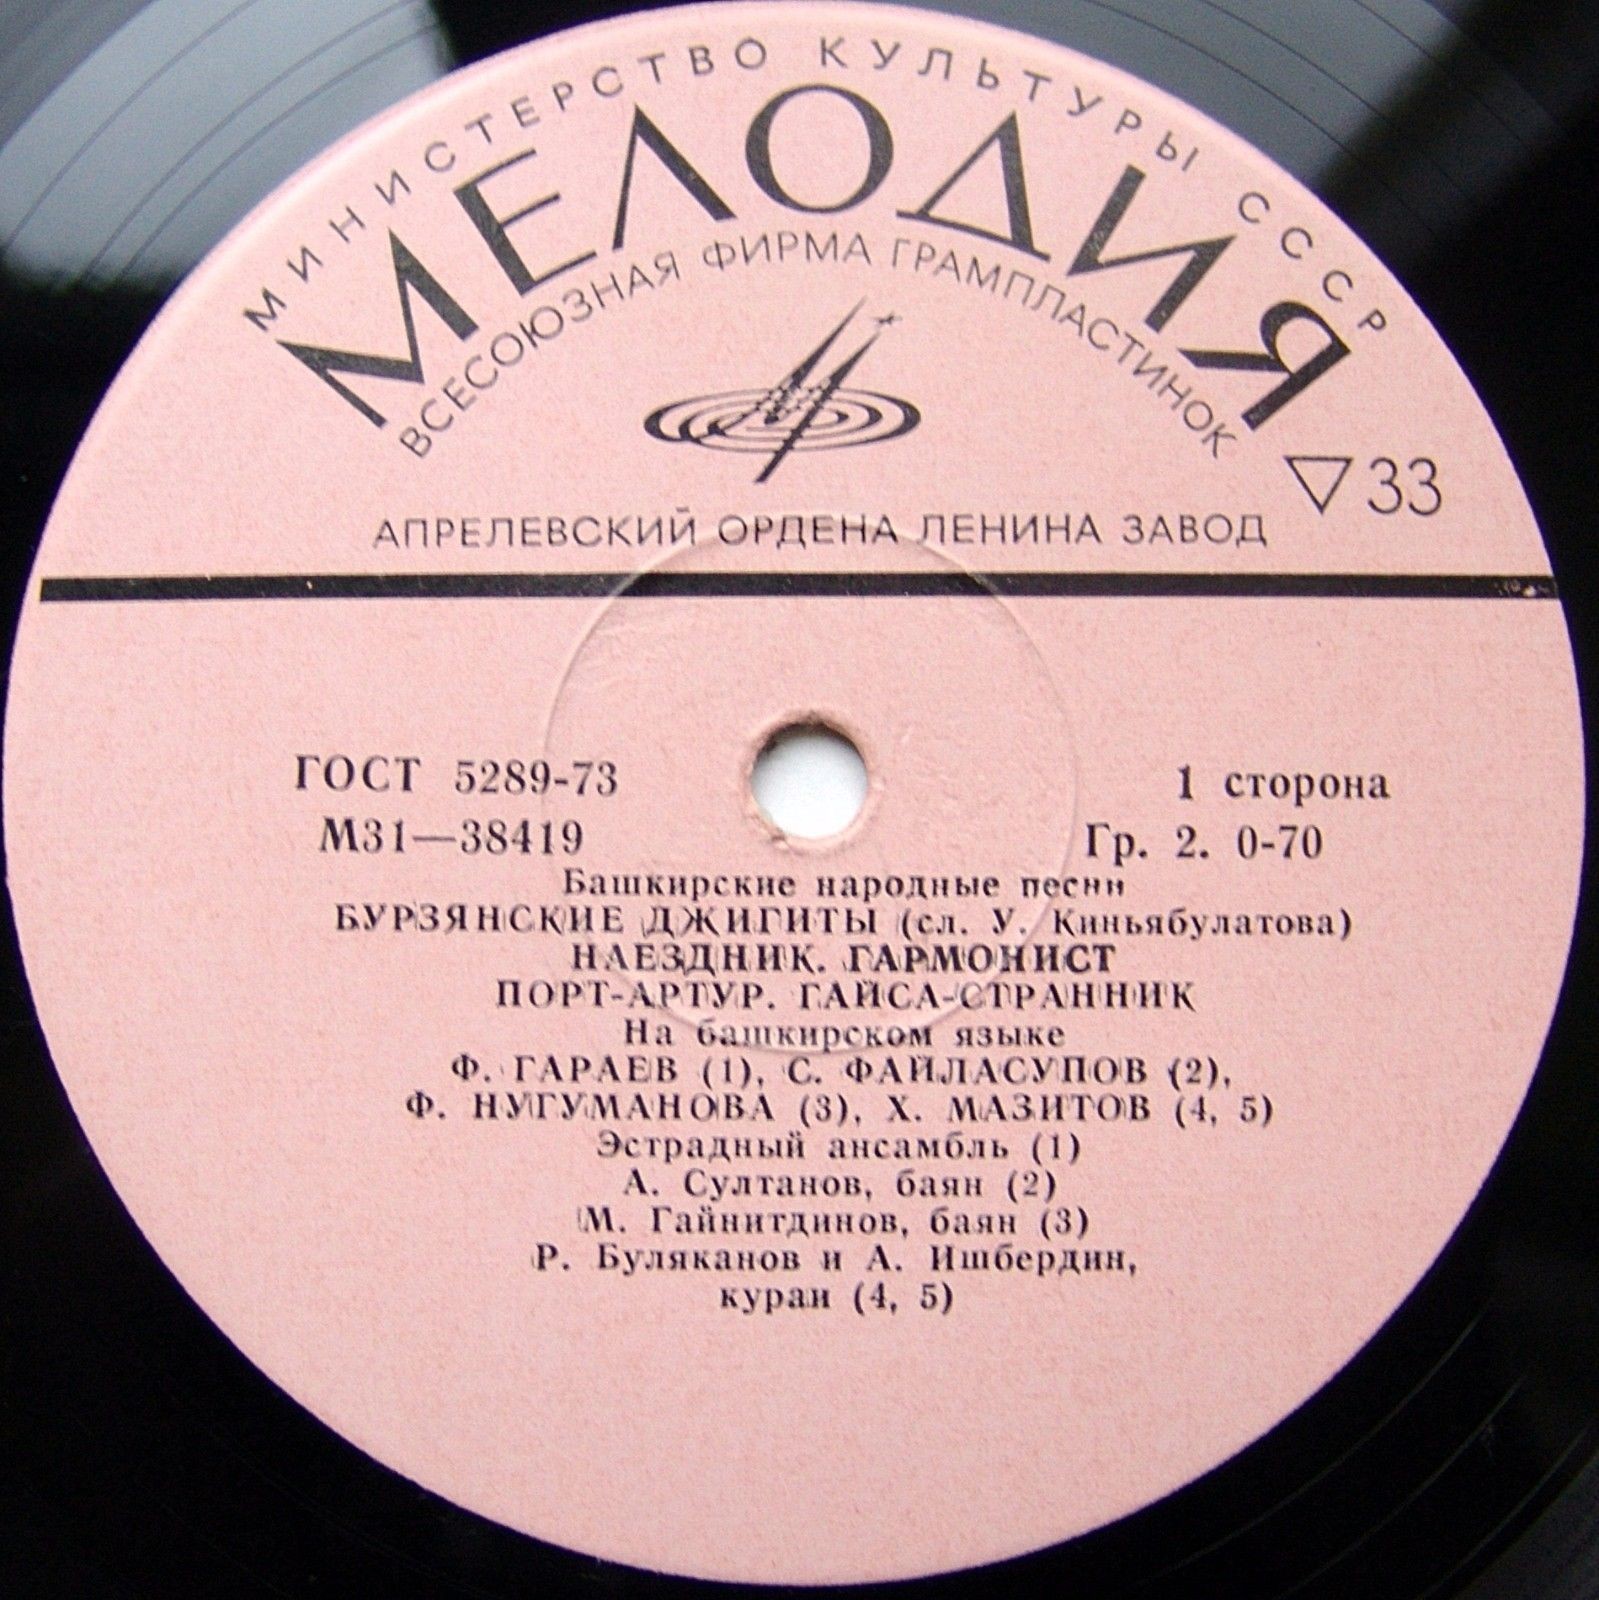 МИНИСТЕРСТВО КУЛЬТУРЫ СССР
МЕЛОДИЯ
ВСЕСОЮЗНАЯ ФИРМА ГРАМПЛАСТИНОК
33
АПРЕЛЕВСКИЙ ОРДЕНА ЛЕНИНА ЗАВОД
ГОСТ 5289-73
1 сторона
М31—38419
Гр. 2. 0-70
Башкирские народные песни
БУРЗЯНСКИЕ ДЖИГИТЫ (сл. У. Киньябулатова)
НАЕЗДНИК. ГАРМОНИСТ
ПОРТ-АРТУР. ГАЙСА-СТРАННИК
На башкирском языке
Ф. ГАРАЕВ (1), С. ФАЙЛАСУПОВ (2),
Ф. НУГУМАНОВА (3), Х. МАЗИТОВ (4, 5)
Эстрадный ансамбль (1)
А. Султанов, баян (2)
М. Гайнитдинов, баян (3)
Р. Буляканов и А. Ишбердин,
кураи (4, 5)